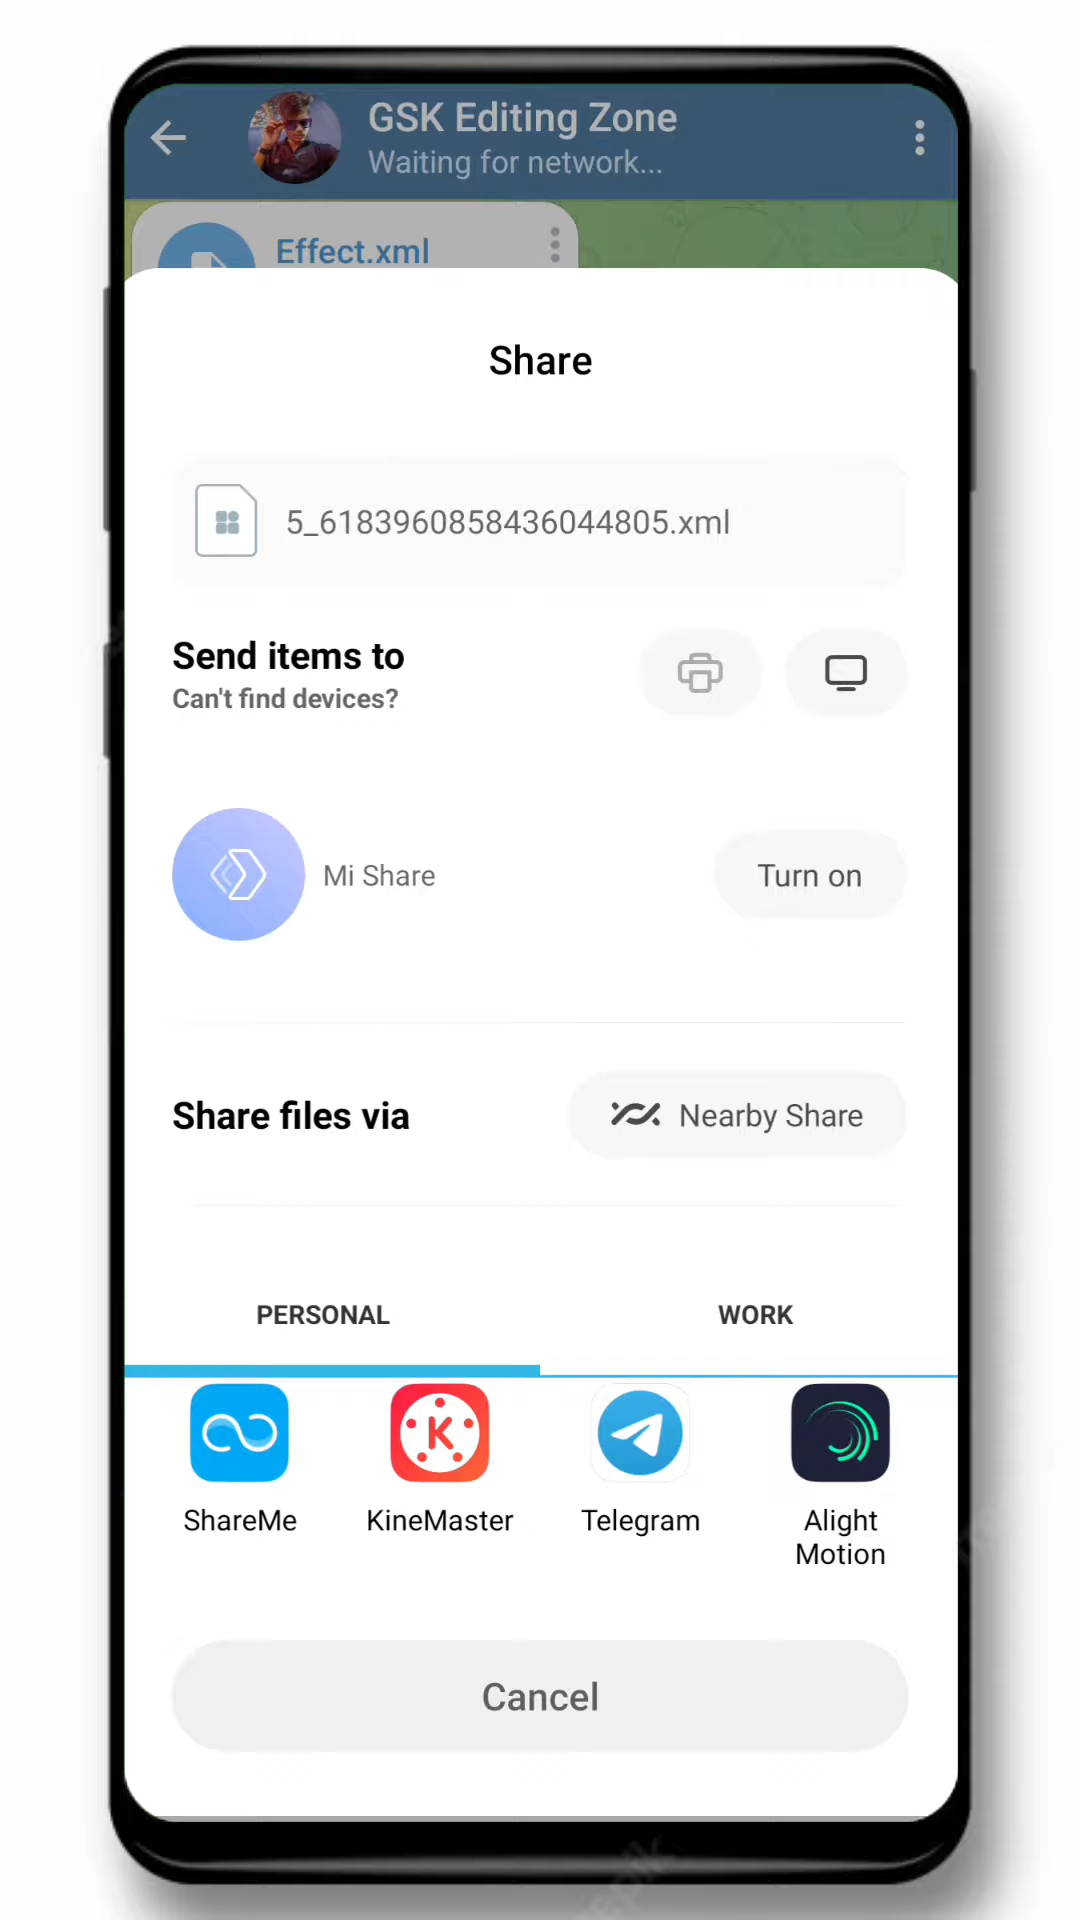 GSK Editing Zone
Waiting for network...
Effect.xml
Share
5_6183960858436044805.xml
Send items to
Can't find devices?
Mi Share
Turn on
Share files via
Nearby Share
PERSONAL
WORK
ShareMe
KineMaster
Telegram
Alight
Motion
Cancel